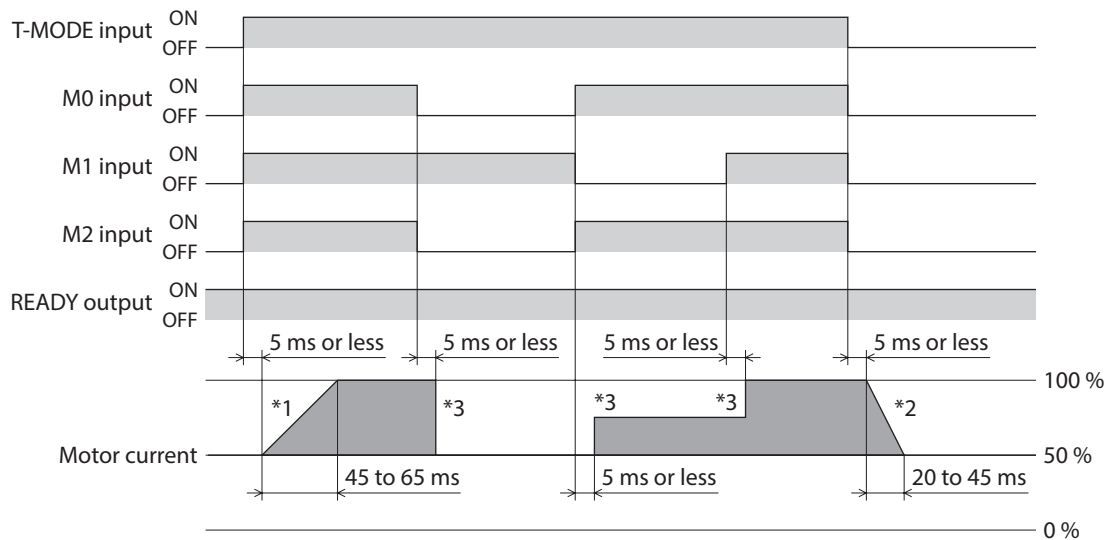 T-MODE input ON
OFF
M0 input ON
OFF
M1 input ON
OFF
M2 input ON
OFF
READY output ON
OFF
5 ms or less 5 ms or less 5 ms or less 5 ms or less
100 %
*1 *3 *3 *3 *2
Motor current 50 %
45 to 65 ms 5 ms or less 20 to 45 ms
0 %